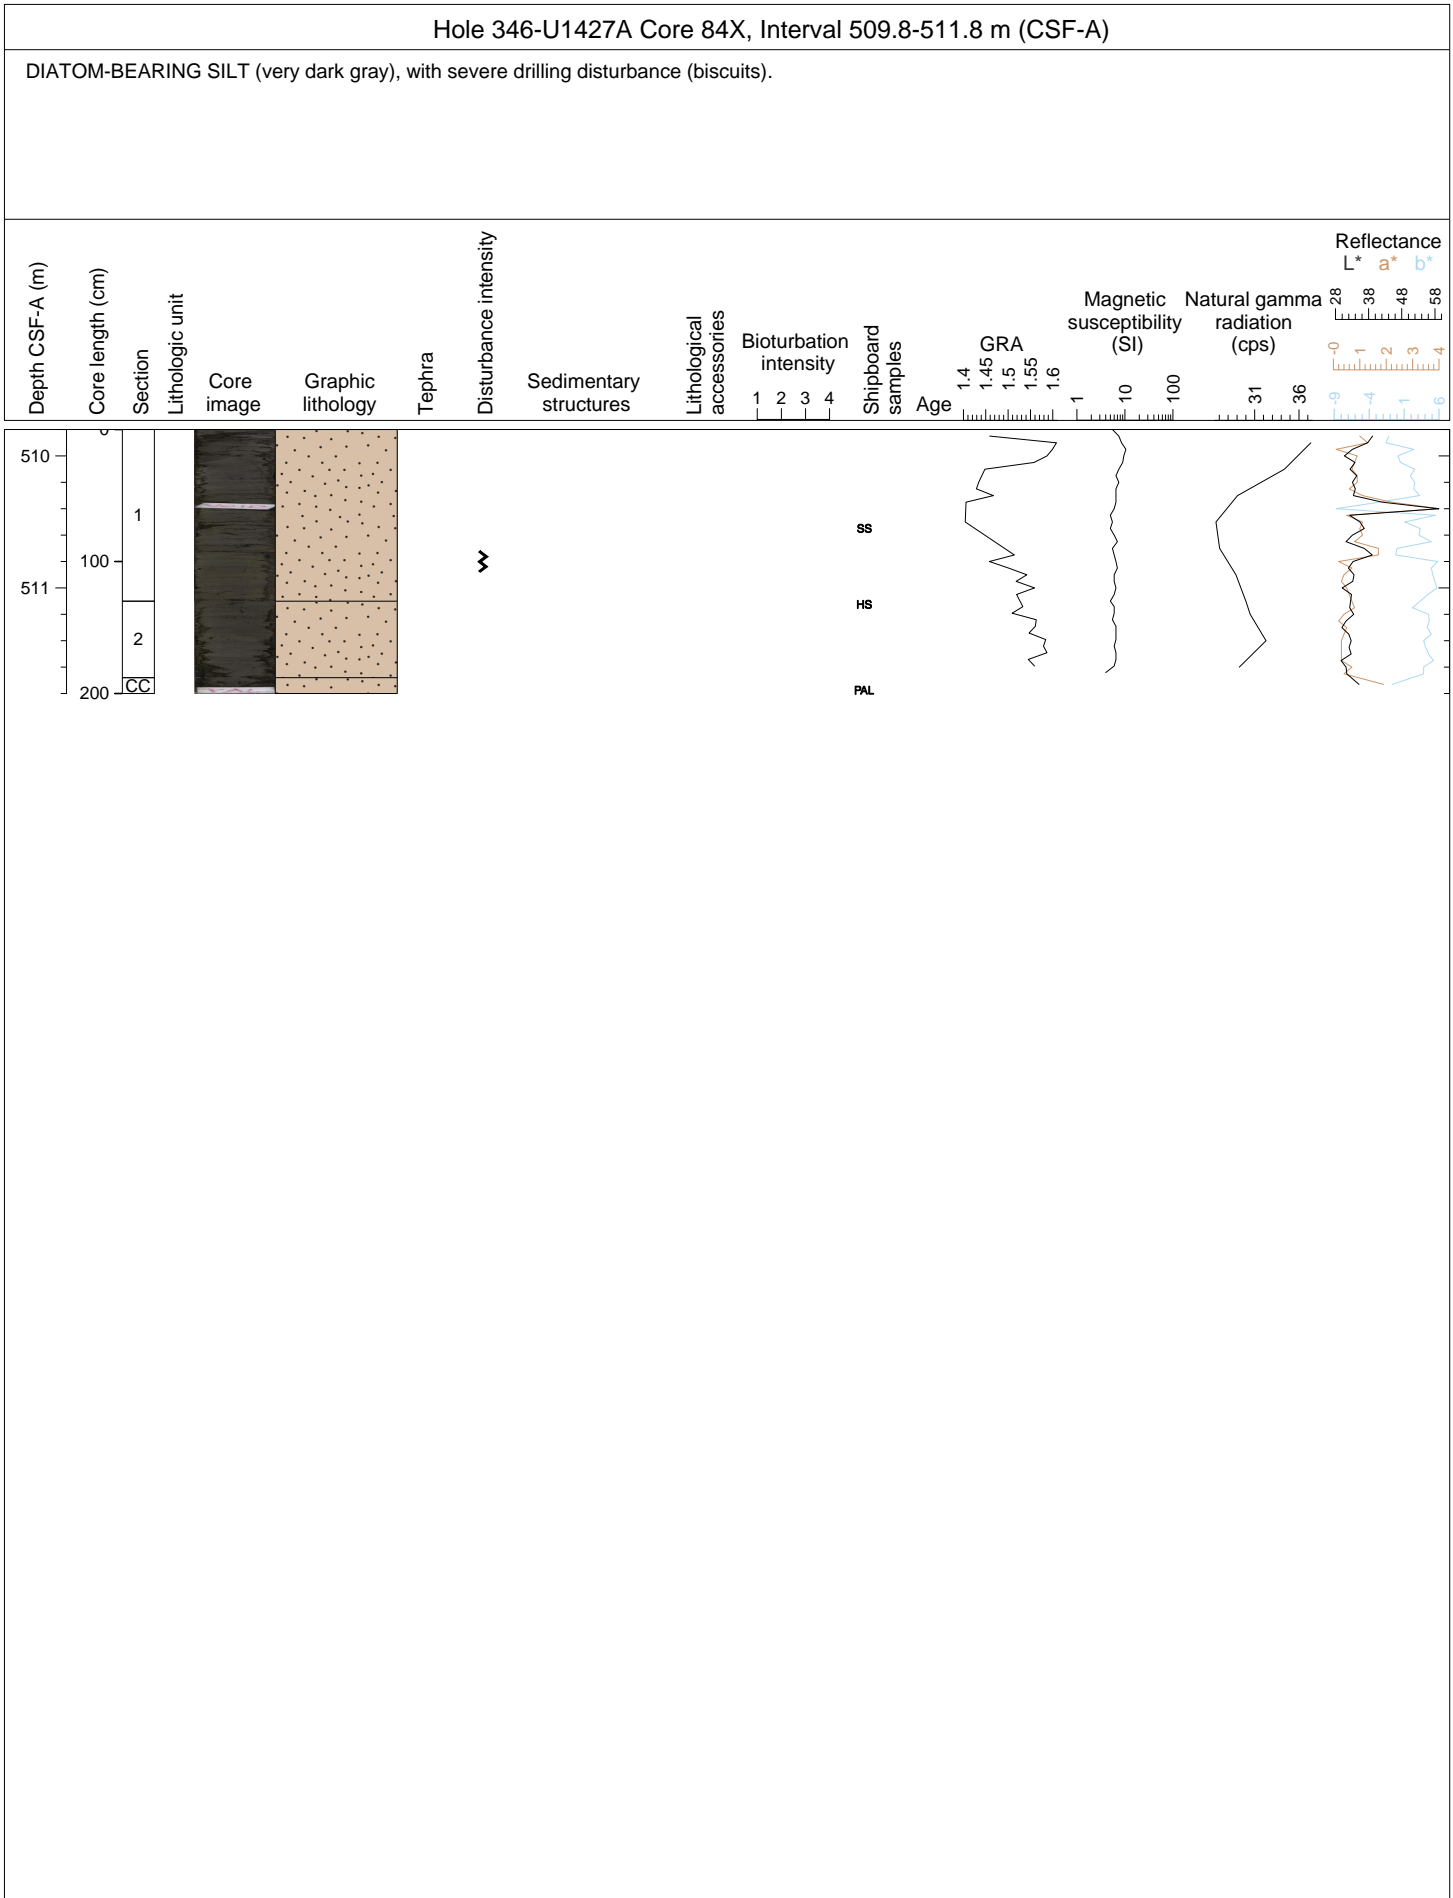 Hole 346-U1427A Core 84X, Interval 509.8-511.8 m (CSF-A)
DIATOM-BEARING SILT (very dark gray), with severe drilling disturbance (biscuits).
Depth CSF-A (m)
Core length (cm)
Section
Lithologic unit
Core
image
Graphic
lithology
Tephra
Disturbance intensity
Sedimentary
structures
Lithological
accessories
Bioturbation
intensity
1 2 3 4
Shipboard
samples
Age
GRA
1.4 1.45 1.5 1.55 1.6
Magnetic
susceptibility
(SI)
1 10 100
Natural gamma
radiation
(cps)
31 36
Reflectance
L* a* b*
28 38 48 58
-0 1 2 3 4
-9 -4 1 6
0
510
1
SS
100
511
HS
2
CC
200
PAL